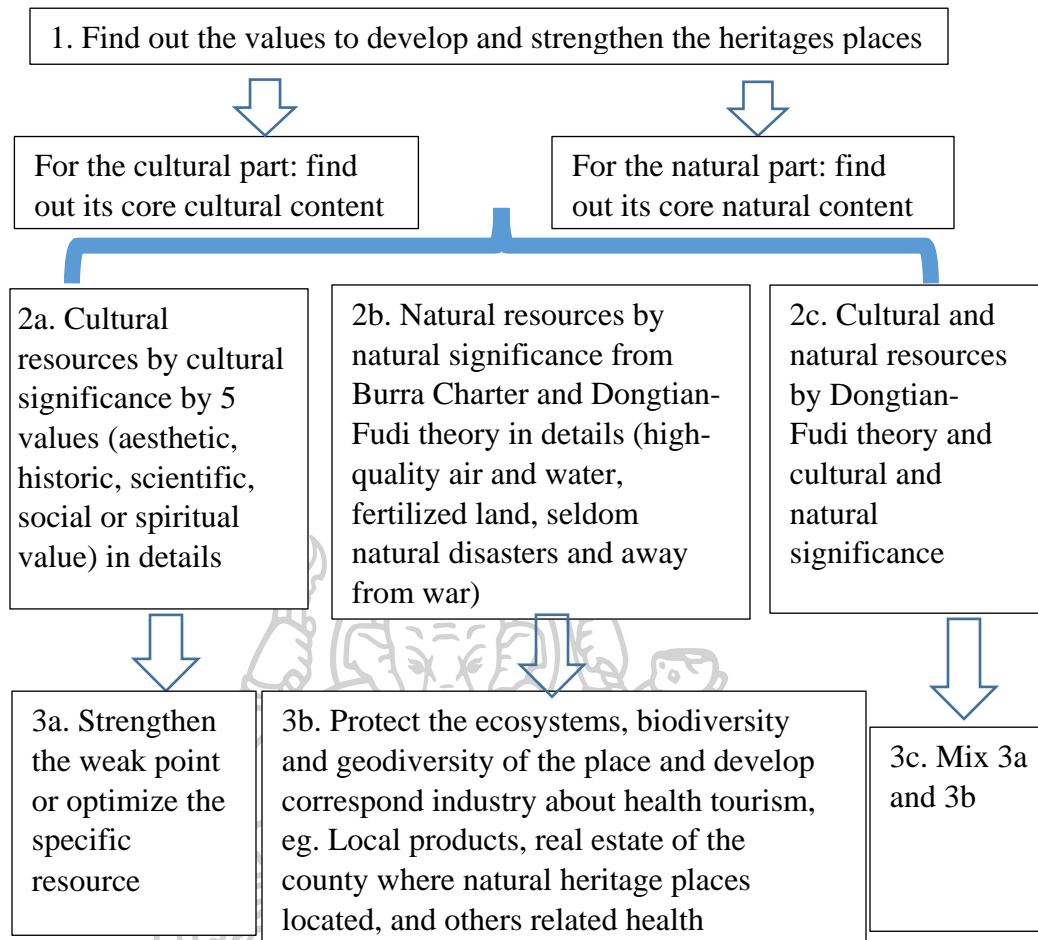 1. Find out the values to develop and strengthen the heritages places
For the cultural part: find
out its core cultural content
For the natural part: find
out its core natural content
2a. Cultural
resources by cultural
significance by 5
values (aesthetic,
historic, scientific,
social or spiritual
value) in details
2b. Natural resources by
natural significance from
Burra Charter and Dongtian-
Fudi theory in details (high-
quality air and water,
fertilized land, seldom
natural disasters and away
from war)
2c. Cultural and
natural resources
by Dongtian-
Fudi theory and
cultural and
natural
significance
3a. Strengthen
the weak point
or optimize the
specific
resource
3b. Protect the ecosystems, biodiversity
and geodiversity of the place and develop
correspond industry about health tourism,
eg. Local products, real estate of the
county where natural heritage places
located, and others related health
3c. Mix 3a
and 3b